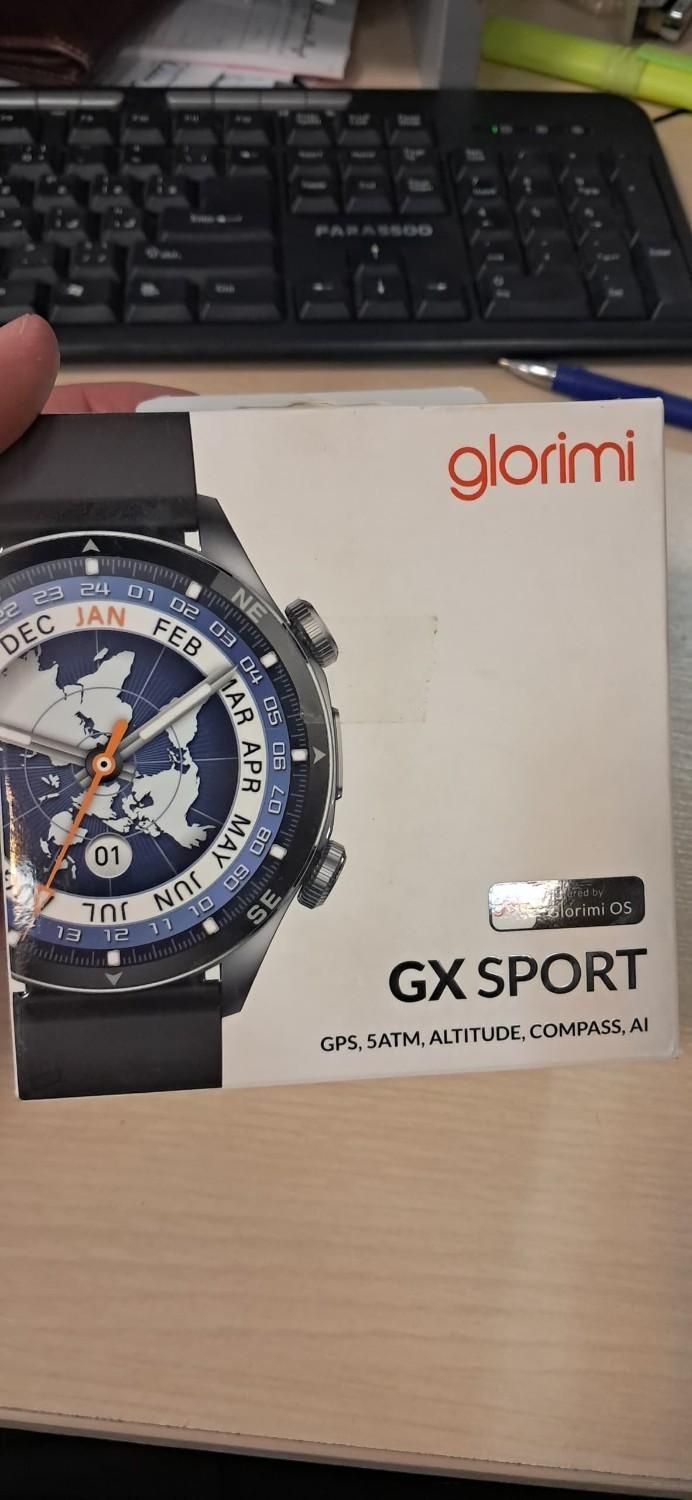 PARASSOO
glorimi
22 23 24 01 02 03 04 05 06 07 08 09 10 11 12 13
DEC JAN FEB MAR APR MAY JUN JUL
NE
SE
01
Glorimi OS
GX SPORT
GPS, 5ATM, ALTITUDE, COMPASS, AI